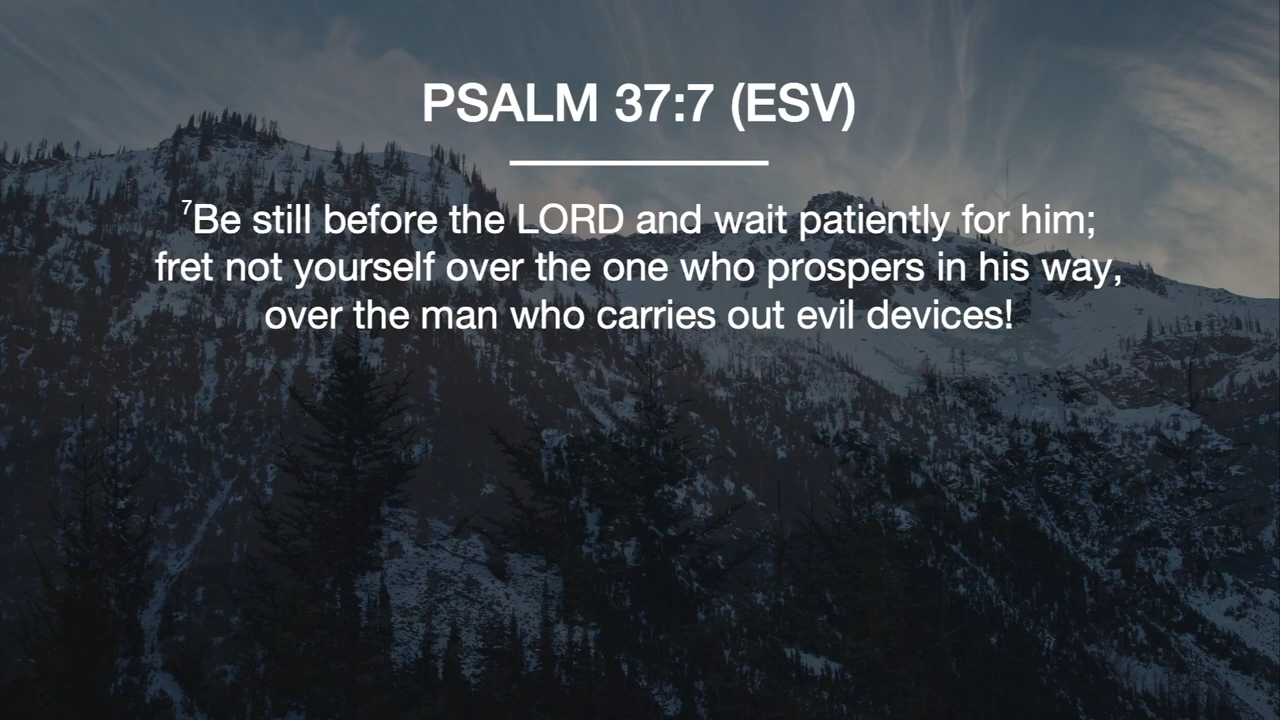 PSALM 37:7 (ESV)
⁷Be still before the LORD and wait patiently for him;
fret not yourself over the one who prospers in his way,
over the man who carries out evil devices!